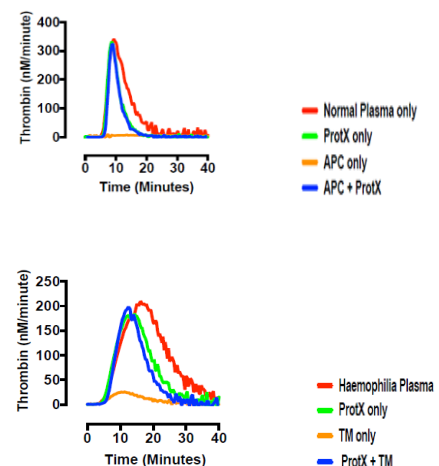 Thrombin (nM/minute)
400
300
200
100
0
0 10 20 30 40
Time (Minutes)
Normal Plasma only
ProtX only
APC only
APC + ProtX
Thrombin (nM/minute)
250
200
150
100
50
0
0 10 20 30 40
Time (Minutes)
Haemophilia Plasma
ProtX only
TM only
ProtX + TM